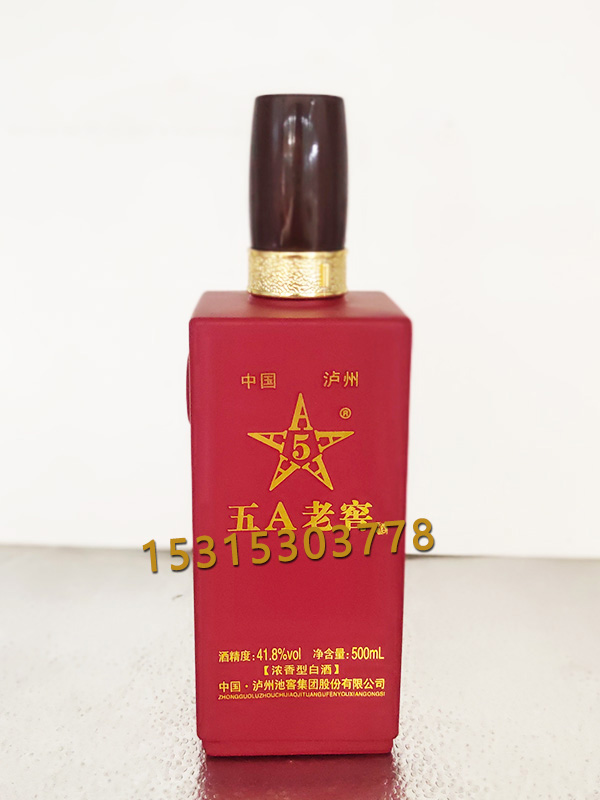 中国 泸州
A
5
®
五A老窖
15315303778
酒精度:41.8%vol 净含量:500mL
【浓香型白酒】
中国·泸州池窖集团股份有限公司
ZHONGGUOLUZHOUCHIJIAOJITUANGUFENYOUXIANGONGSI